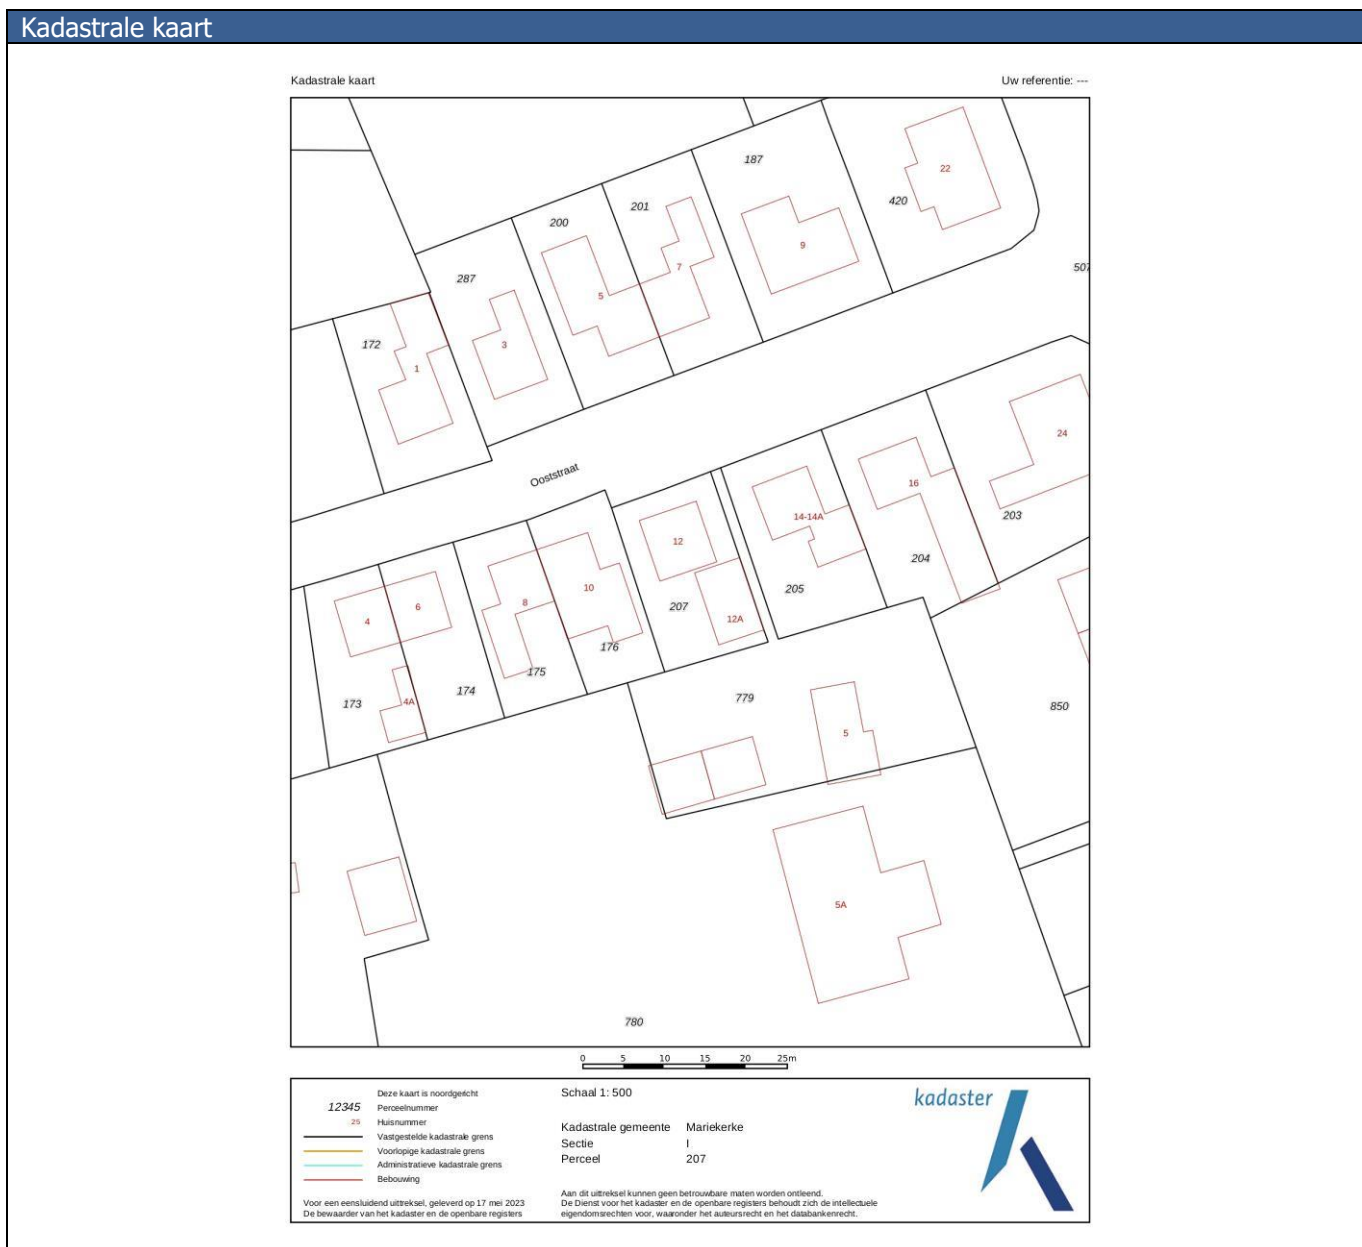 Kadastrale kaart
Kadastrale kaart
Uw referentie: ---
187
22
420
201
200
9
507
287
7
5
3
172
1
24
Ooststraat
16
203
14-14A
12
204
205
10
8
6
207
4
12A
176
175
174
173
4A
779
850
5
5A
780
0 5 10 15 20 25m
Deze kaart is noordgericht
12345 Perceelnummer
25 Huisnummer
Vastgestelde kadastrale grens
Voorlopige kadastrale grens
Administratieve kadastrale grens
Bebouwing
Voor een eensluidend uittreksel, geleverd op 17 mei 2023
De bewaarder van het kadaster en de openbare registers
Schaal 1: 500
Kadastrale gemeente Mariekerke
Sectie I
Perceel 207
Aan dit uittreksel kunnen geen betrouwbare maten worden ontleend.
De Dienst voor het kadaster en de openbare registers behoudt zich de intellectuele
eigendomsrechten voor, waaronder het auteursrecht en het databankenrecht.
kadaster